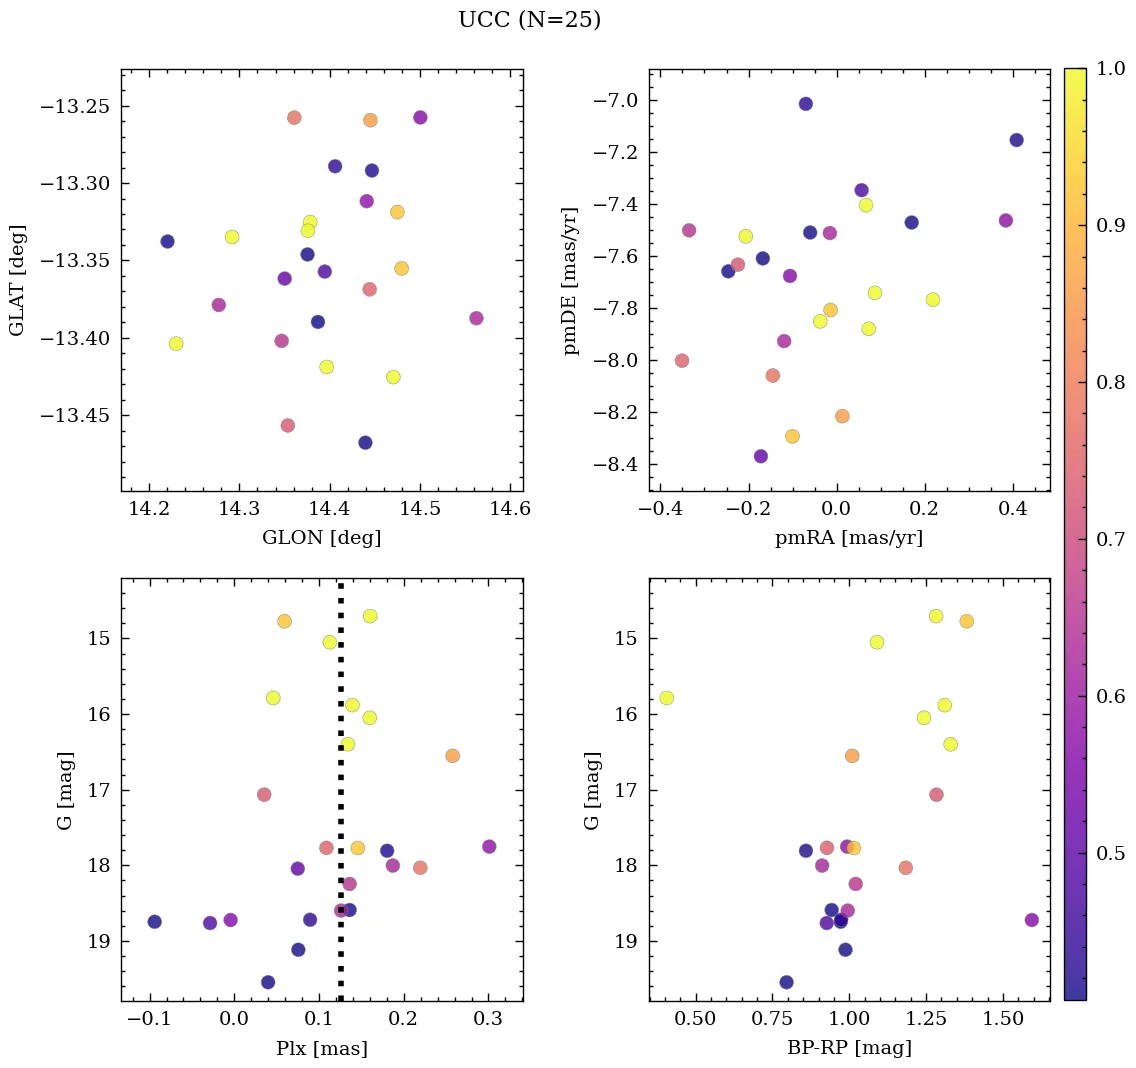 UCC (N=25)
−13.25
−13.30
−13.35
−13.40
−13.45
GLAT [deg]
14.2 14.3 14.4 14.5 14.6
GLON [deg]
−7.0
−7.2
−7.4
−7.6
−7.8
−8.0
−8.2
−8.4
pmDE [mas/yr]
−0.4 −0.2 0.0 0.2 0.4
pmRA [mas/yr]
15
16
17
18
19
G [mag]
−0.1 0.0 0.1 0.2 0.3
Plx [mas]
15
16
17
18
19
G [mag]
0.50 0.75 1.00 1.25 1.50
BP-RP [mag]
1.0
0.9
0.8
0.7
0.6
0.5